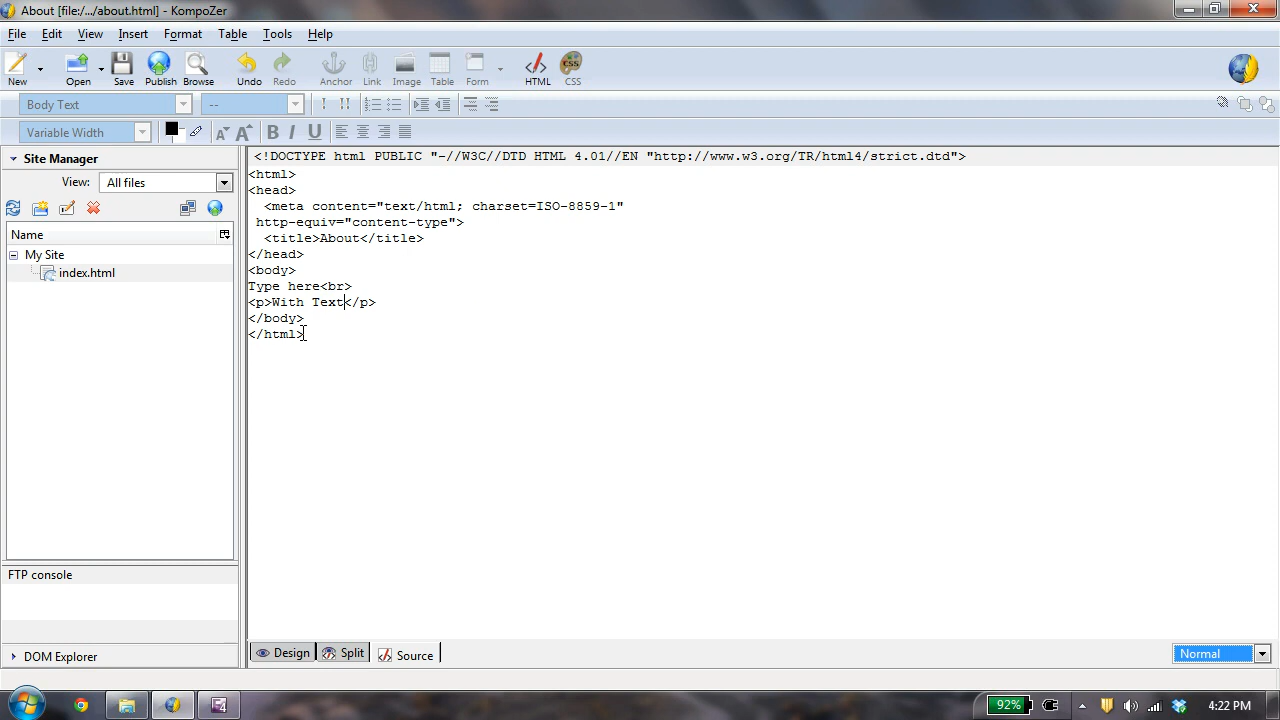 About [file:/.../about.html] - KompoZer
File Edit View Insert Format Table Tools Help
New Open Save Publish Browse Undo Redo Anchor Link Image Table Form HTML CSS
Body Text --
Variable Width
Site Manager
View: All files
Name
My Site
index.html
FTP console
DOM Explorer
<!DOCTYPE html PUBLIC "-//W3C//DTD HTML 4.01//EN "http://www.w3.org/TR/html4/strict.dtd">
<html>
<head>
<meta content="text/html; charset=ISO-8859-1"
http-equiv="content-type">
<title>About</title>
</head>
<body>
Type here<br>
<p>With Text</p>
</body>
</html>
Design Split Source
Normal
92% 4:22 PM